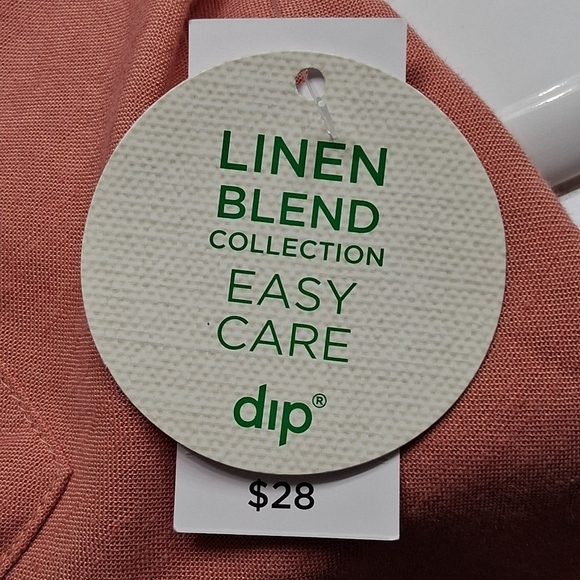 LINEN
BLEND
COLLECTION
EASY
CARE
dip®
$28